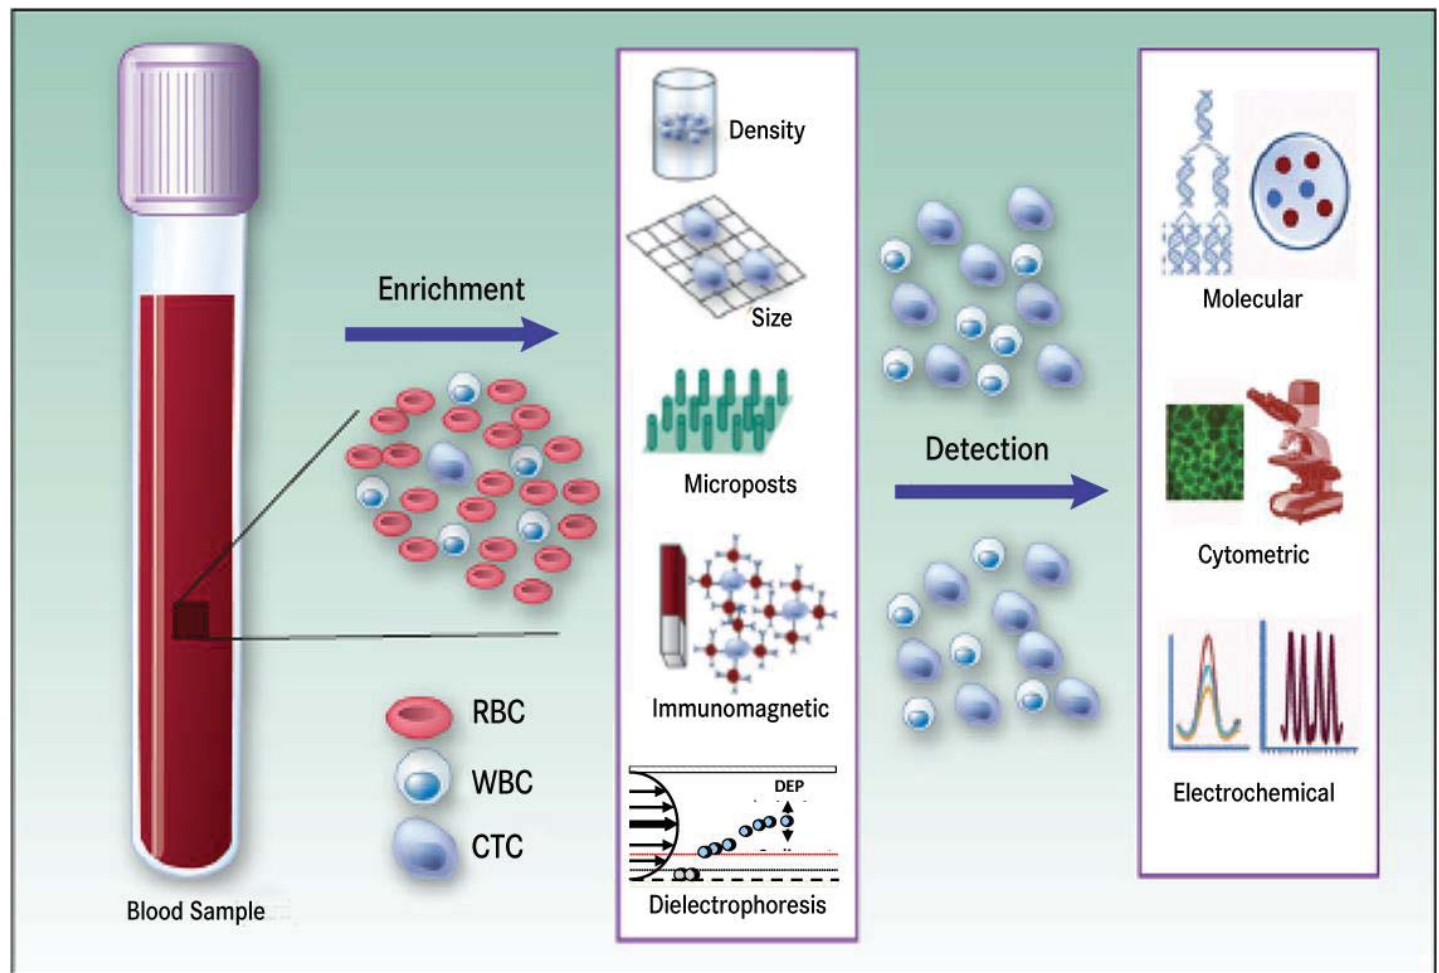 Density
Enrichment
Size
Molecular
Detection
Microposts
Cytometric
Immunomagnetic
RBC
WBC
DEP
Electrochemical
CTC
Dielectrophoresis
Blood Sample